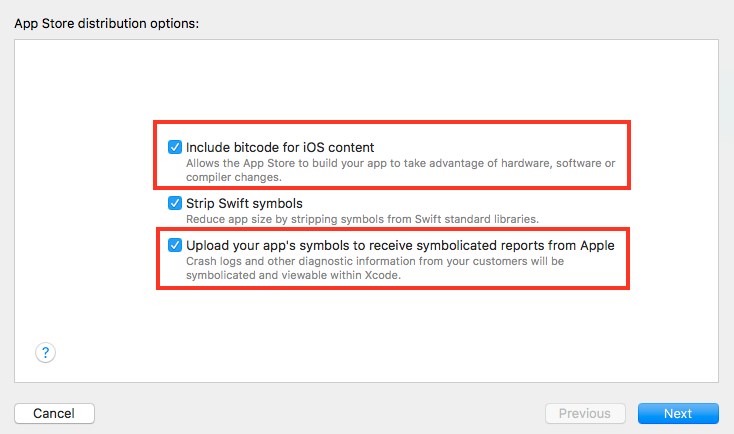 App Store distribution options:
Include bitcode for iOS content
Allows the App Store to build your app to take advantage of hardware, software or
compiler changes.
Strip Swift symbols
Reduce app size by stripping symbols from Swift standard libraries.
Upload your app's symbols to receive symbolicated reports from Apple
Crash logs and other diagnostic information from your customers will be
symbolicated and viewable within Xcode.
?
Cancel
Previous
Next